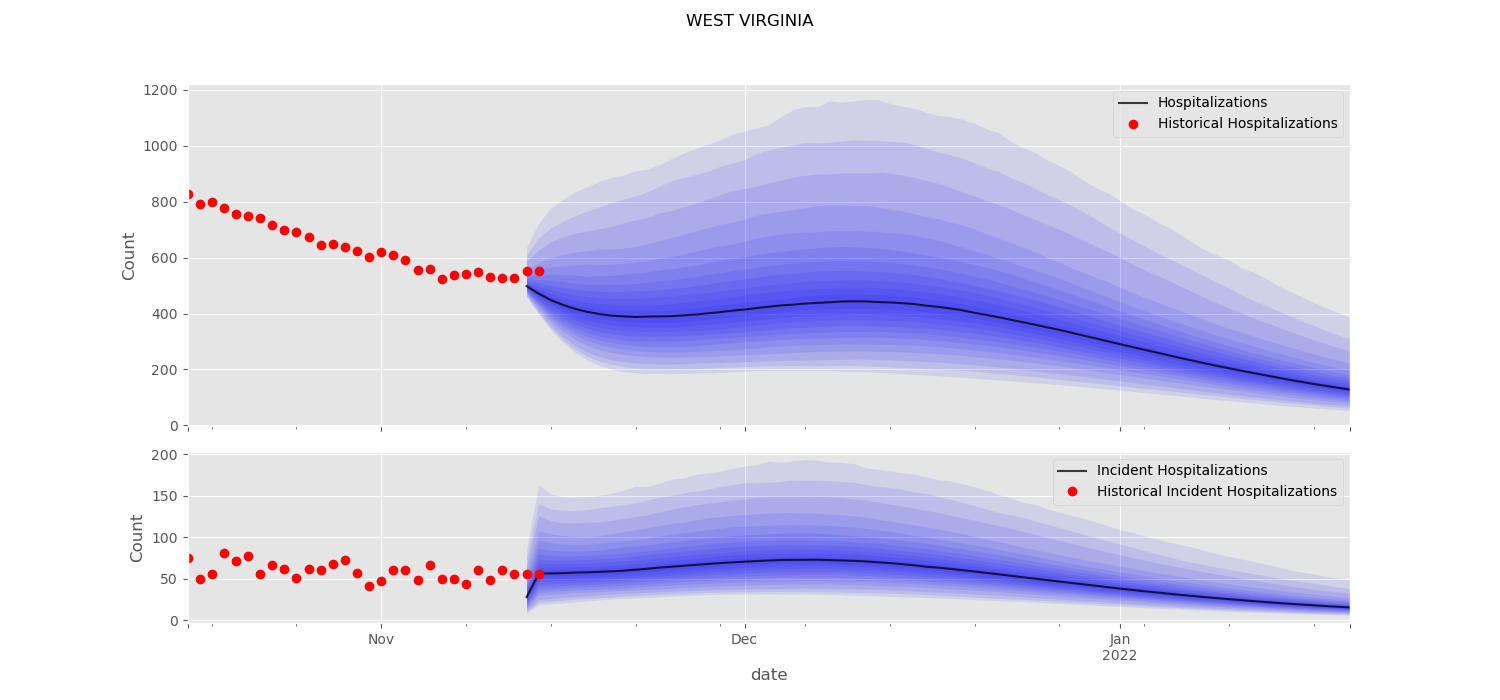 WEST VIRGINIA
1200
1000
800
600
400
200
0
Count
Hospitalizations
Historical Hospitalizations
200
150
100
50
0
Count
Incident Hospitalizations
Historical Incident Hospitalizations
Nov
Dec
Jan
2022
date